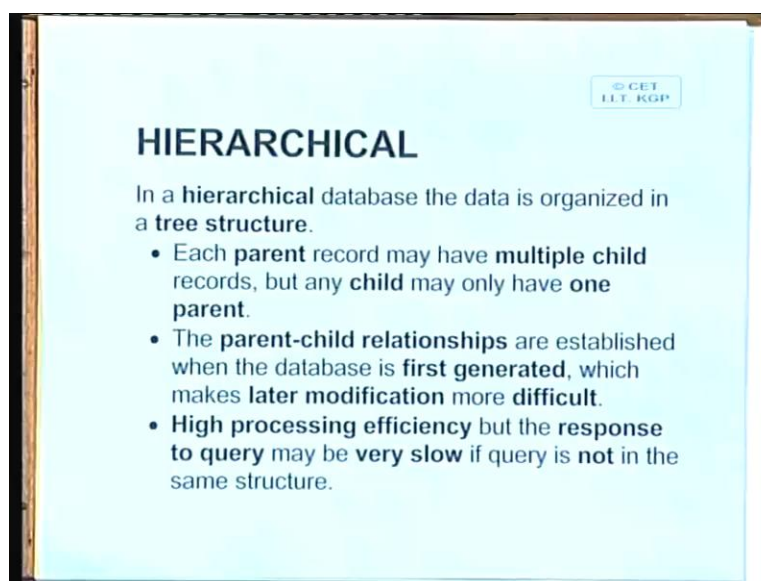 © CET
I.I.T. KGP
HIERARCHICAL
In a hierarchical database the data is organized in
a tree structure.
• Each parent record may have multiple child
records, but any child may only have one
parent.
• The parent-child relationships are established
when the database is first generated, which
makes later modification more difficult.
• High processing efficiency but the response
to query may be very slow if query is not in the
same structure.